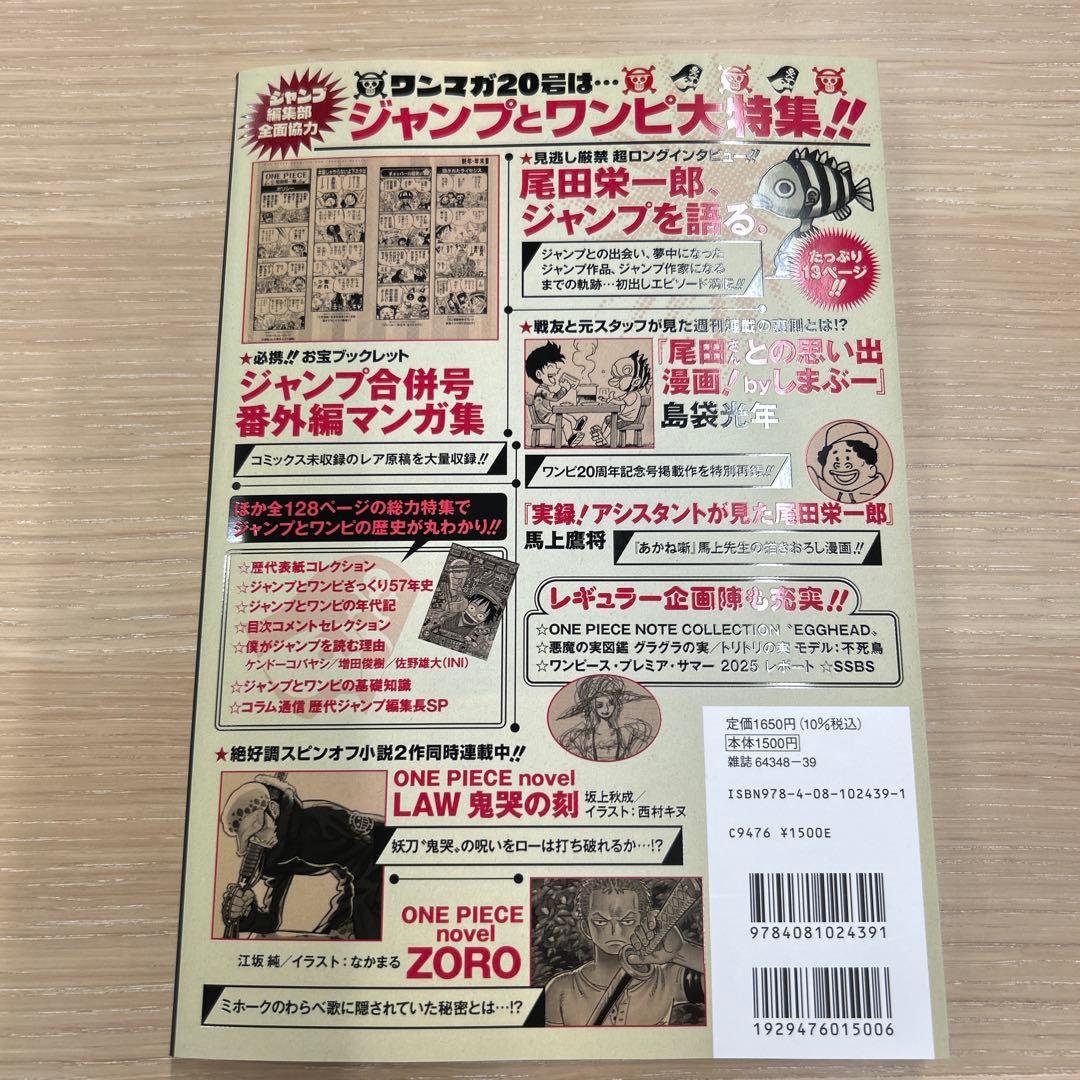 ジャンプ
編集部
全面協力
ワンマガ20号は…
ジャンプとワンピ大特集!!
ONE PIECE
★必携!! お宝ブックレット
ジャンプ合併号
番外編マンガ集
コミックス未収録のレア原稿を大量収録!!
★見逃し厳禁 超ロングインタビュー!!
尾田栄一郎、
ジャンプを語る。
ジャンプとの出会い、夢中になった
ジャンプ作品、ジャンプ作家になる
までの軌跡…初出しエピソード満載!!
たっぷり
13ページ
!!
★戦友と元スタッフが見た週刊連載の裏側とは!?
『尾田さんとの思い出
漫画!byしまぶー』
島袋光年
ワンピ20周年記念号掲載作を特別再録!!
『実録!アシスタントが見た尾田栄一郎』
馬上鷹将
『あかね噺』馬上先生の描きおろし漫画!!
ほか全128ページの総力特集で
ジャンプとワンピの歴史が丸わかり!!
☆歴代表紙コレクション
☆ジャンプとワンピざっくり57年史
☆ジャンプとワンピの年代記
☆目次コメントセレクション
☆僕がジャンプを読む理由
ケンドーコバヤシ/増田俊樹/佐野雄大(INI)
☆ジャンプとワンピの基礎知識
☆コラム通信 歴代ジャンプ編集長SP
レギュラー企画陣も充実!!
☆ONE PIECE NOTE COLLECTION 〝EGGHEAD〟
☆悪魔の実図鑑 グラグラの実/トリトリの実 モデル:不死鳥
☆ワンピース・プレミア・サマー 2025 レポート ☆SSBS
★絶好調スピンオフ小説2作同時連載中!!
ONE PIECE novel
LAW 鬼哭の刻
坂上秋成/
イラスト:西村キヌ
妖刀〝鬼哭〟の呪いをローは打ち破れるか…!?
ONE PIECE
novel
ZORO
江坂 純/イラスト:なかまる
ミホークのわらべ歌に隠されていた秘密とは…!?
定価1650円(10%税込)
本体1500円
雑誌 64348-39
ISBN978-4-08-102439-1
C9476 ¥1500E
9784081024391
1929476015006